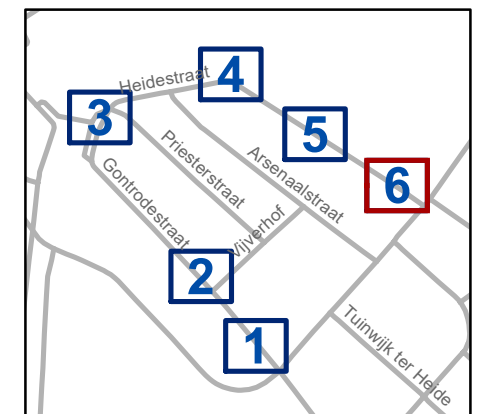 Heidestraat
4
3
5
Priesterstraat
Arsenaalstraat
6
Gontrodestraat
Vijverhof
2
1
Tuinwijk ter Heide